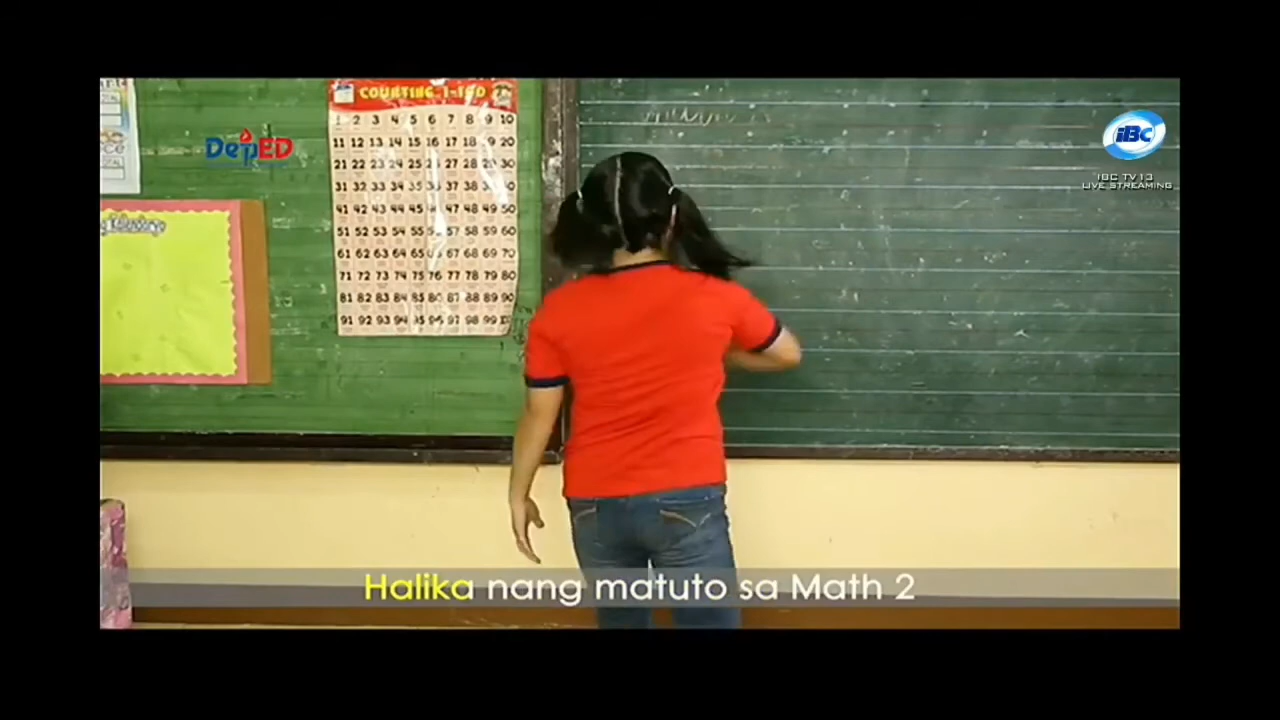 COUNTING 1-100
1 2 3 4 5 6 7 8 9 10
11 12 13 14 15 16 17 18 19 20
21 22 23 24 25 26 27 28 29 30
31 32 33 34 35 36 37 38 39 40
41 42 43 44 45 46 47 48 49 50
51 52 53 54 55 56 57 58 59 60
61 62 63 64 65 66 67 68 69 70
71 72 73 74 75 76 77 78 79 80
81 82 83 84 85 86 87 88 89 90
91 92 93 94 95 96 97 98 99
DepED
iBC
IBC TV 13
LIVE STREAMING
Halika nang matuto sa Math 2